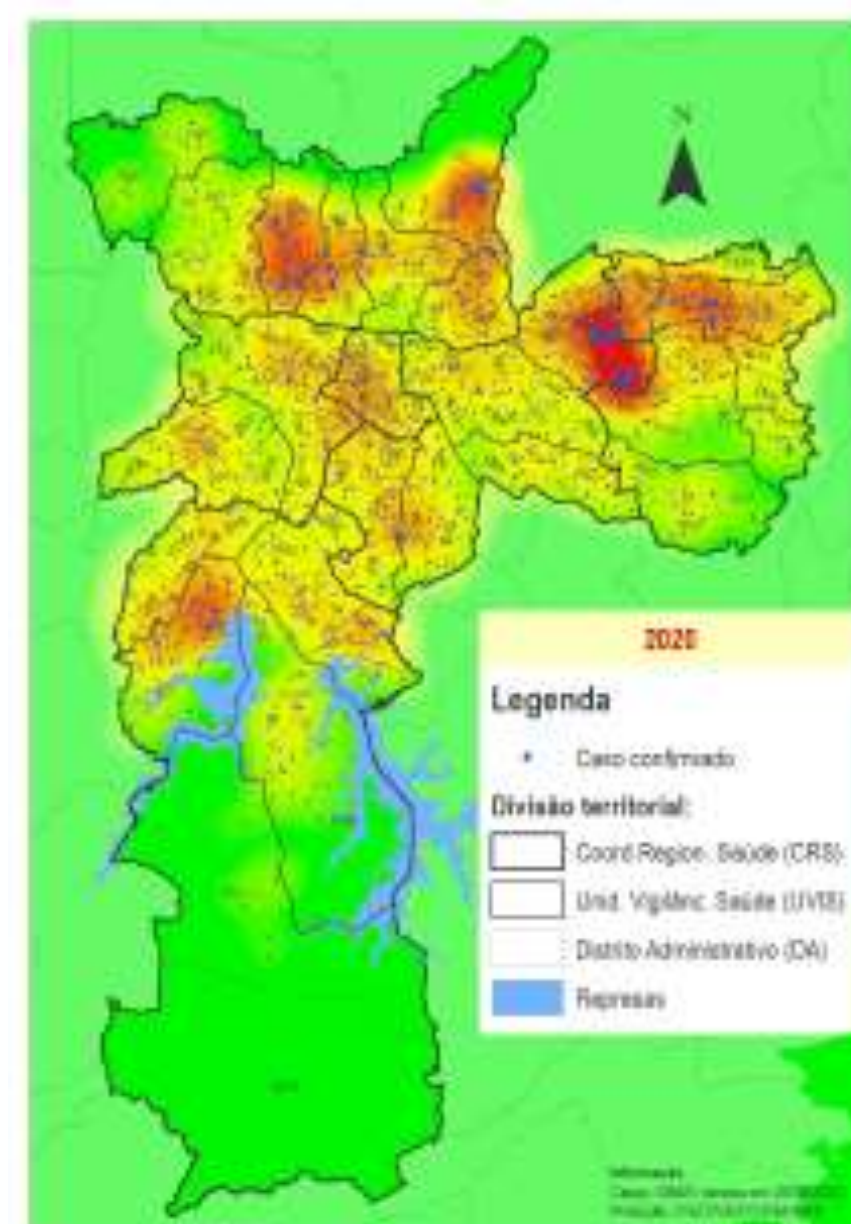 N
2020
Legenda
Caso confirmado
Divisão territorial:
Coord Region. Saúde (CRS)
Unid. Vigilânc. Saúde (UVIS)
Distrito Administrativo (DA)
Represas